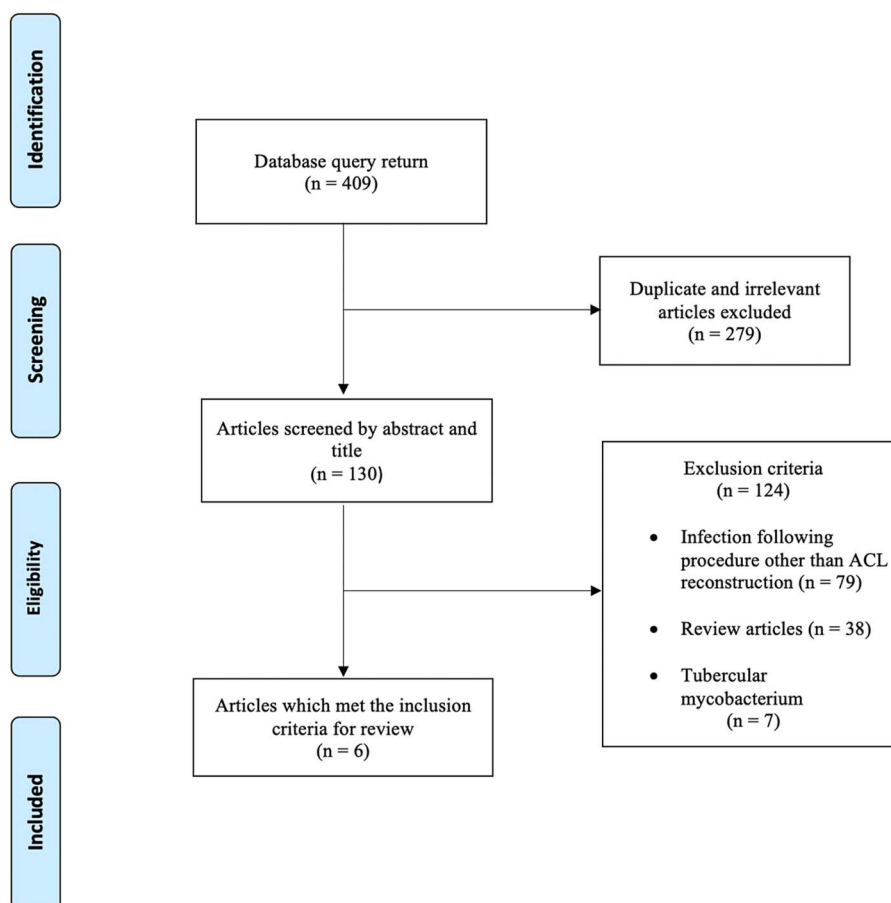 Identification
Database query return
(n = 409)
Screening
Duplicate and irrelevant
articles excluded
(n = 279)
Articles screened by abstract and
title
(n = 130)
Eligibility
Exclusion criteria
(n = 124)
• Infection following
procedure other than ACL
reconstruction (n = 79)
• Review articles (n = 38)
• Tubercular
mycobacterium
(n = 7)
Articles which met the inclusion
criteria for review
(n = 6)
Included